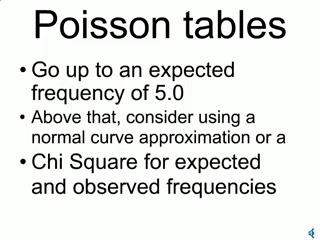 Poisson tables
• Go up to an expected
frequency of 5.0
• Above that, consider using a
normal curve approximation or a
• Chi Square for expected
and observed frequencies